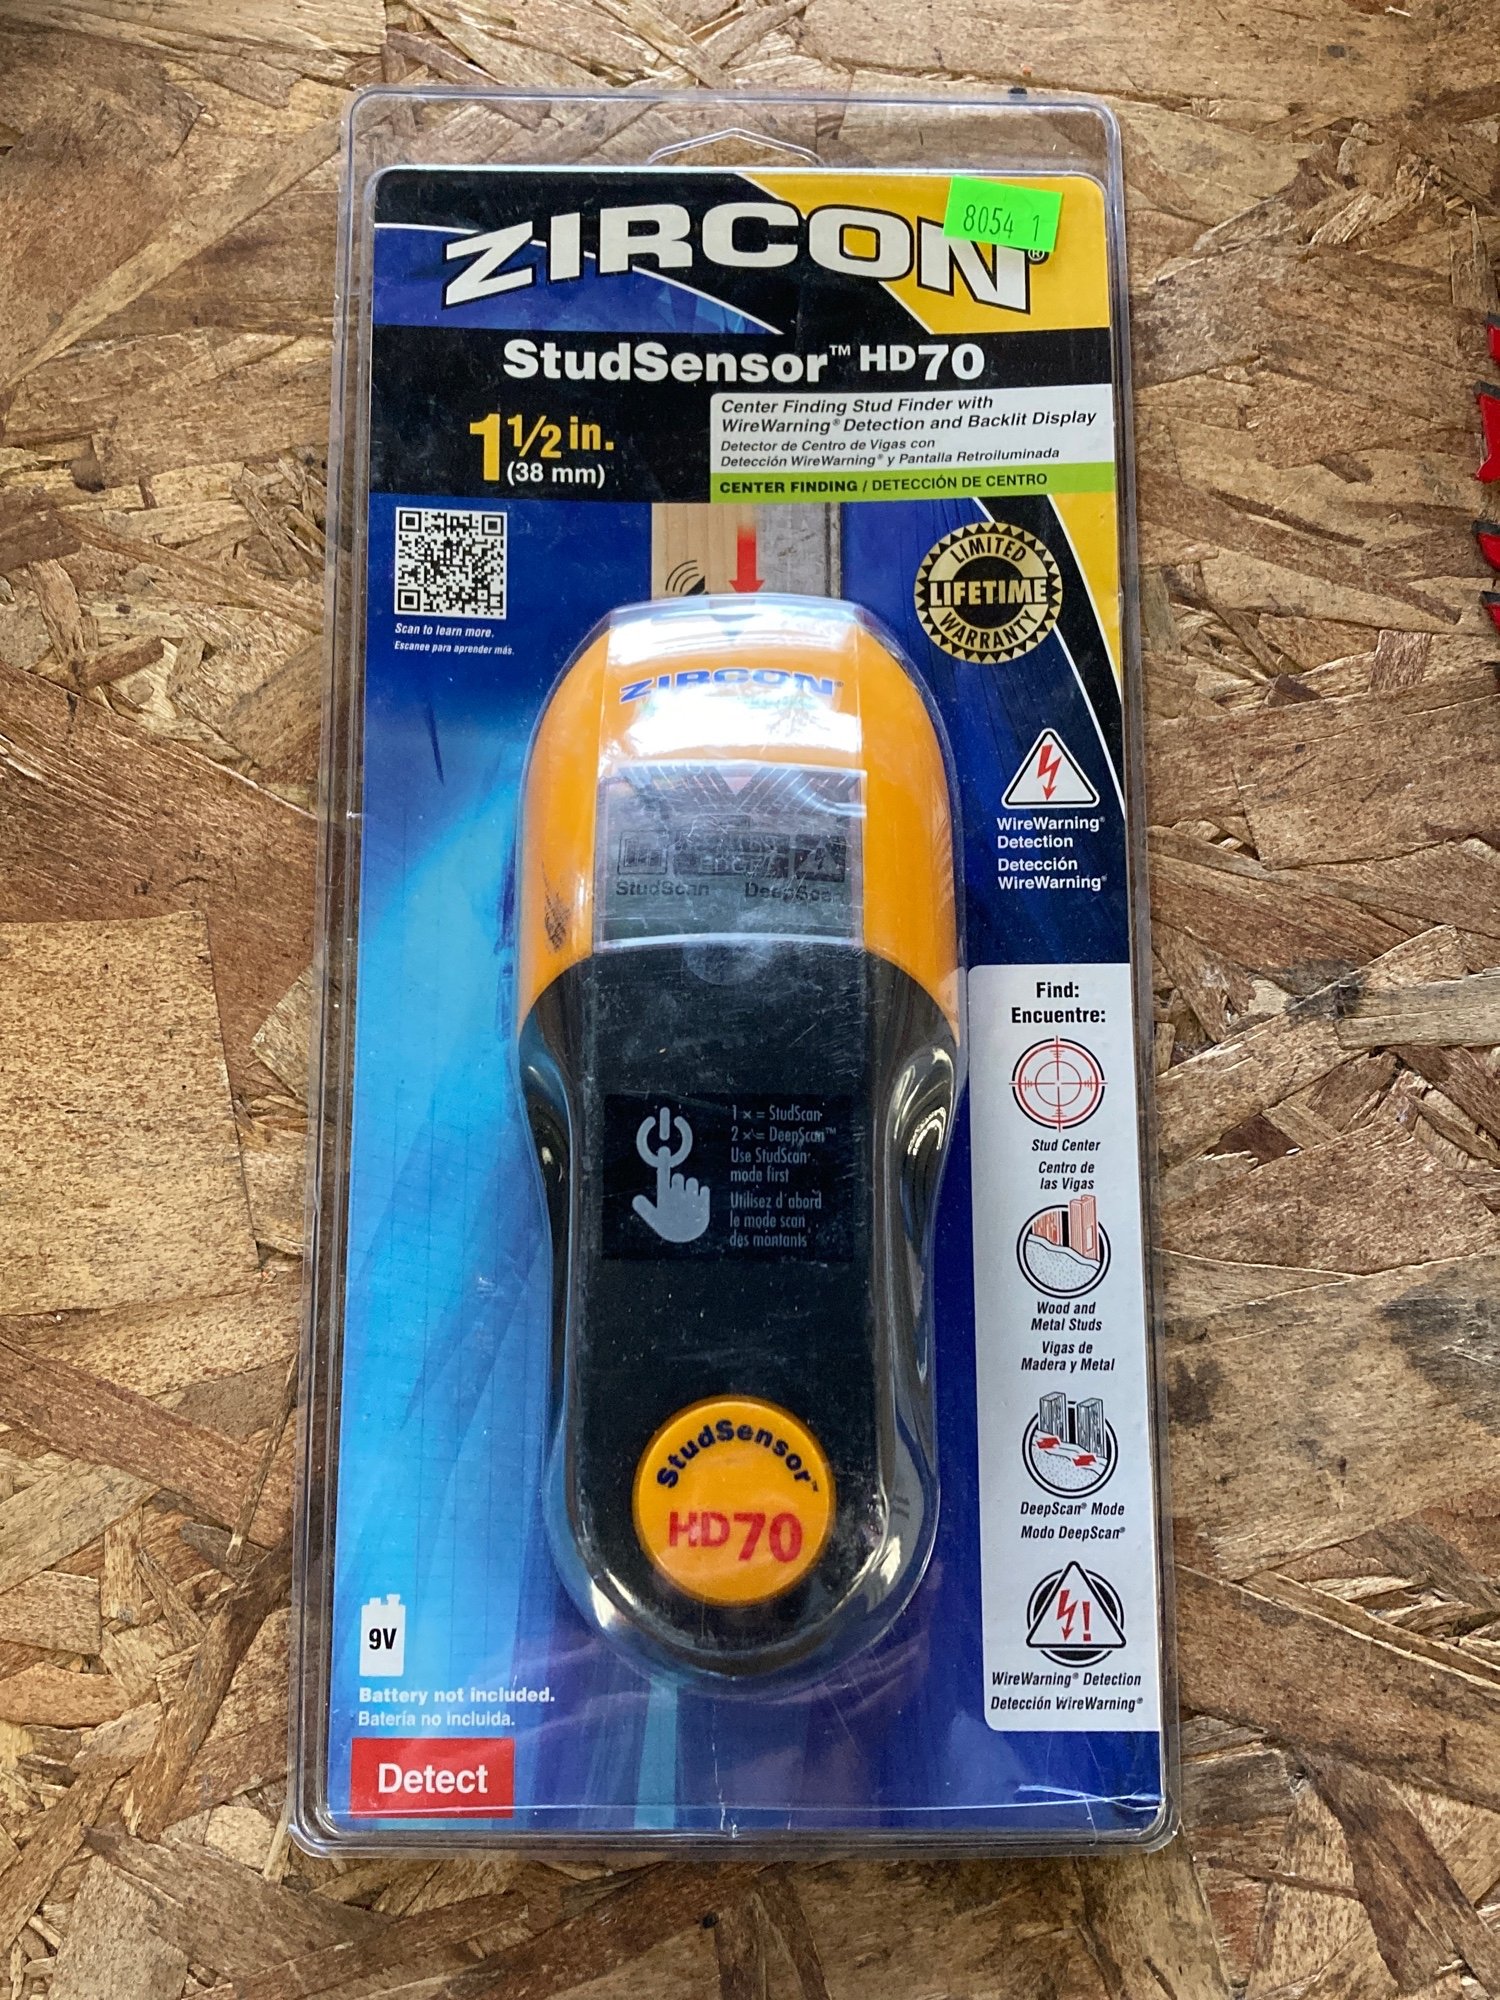 8054 1
ZIRCON®
StudSensor™ HD70
1 1/2 in.
(38 mm)
Center Finding Stud Finder with
WireWarning® Detection and Backlit Display
Detector de Centro de Vigas con
Detección WireWarning® y Pantalla Retroiluminada
CENTER FINDING / DETECCIÓN DE CENTRO
Scan to learn more.
Escanee para aprender más.
LIMITED
LIFETIME
WARRANTY
ZIRCON®
WireWarning®
Detection
Detección
WireWarning®
StudScan DeepScan
1 x = StudScan
2 x = DeepScan™
Use StudScan
mode first
Utilisez d'abord
le mode scan
des montants
StudSensor™
HD70
Find:
Encuentre:
Stud Center
Centro de
las Vigas
Wood and
Metal Studs
Vigas de
Madera y Metal
DeepScan® Mode
Modo DeepScan®
!
WireWarning® Detection
Detección WireWarning®
9V
Battery not included.
Batería no incluida.
Detect